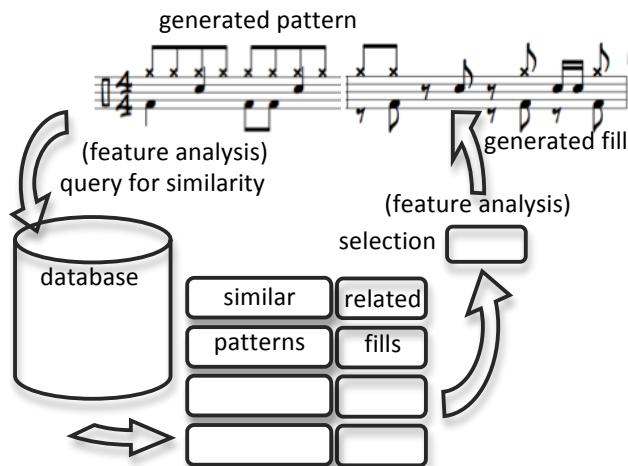 generated pattern
generated fill
(feature analysis)
query for similarity
(feature analysis)
selection
database
similar
related
patterns
fills